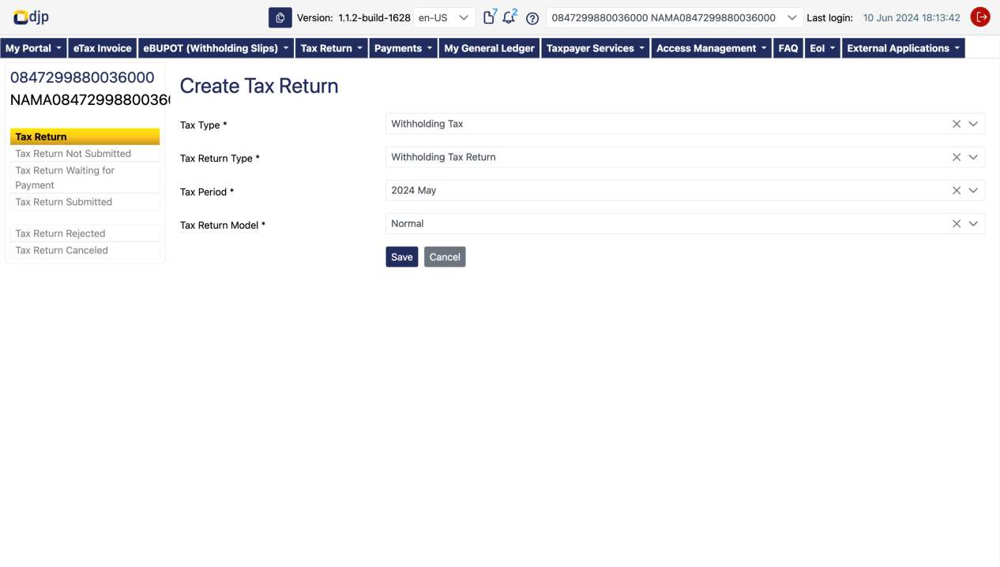 djp
Version: 1.1.2-build-1628 en-US 7 2 0847299880036000 NAMA0847299880036000 Last login: 10 Jun 2024 18:13:42
My Portal eTax Invoice eBUPOT (Withholding Slips) Tax Return Payments My General Ledger Taxpayer Services Access Management FAQ EoI External Applications
0847299880036000
NAMA084729988003600
Tax Return
Tax Return Not Submitted
Tax Return Waiting for
Payment
Tax Return Submitted
Tax Return Rejected
Tax Return Canceled
Create Tax Return
Tax Type * Withholding Tax
Tax Return Type * Withholding Tax Return
Tax Period * 2024 May
Tax Return Model * Normal
Save Cancel